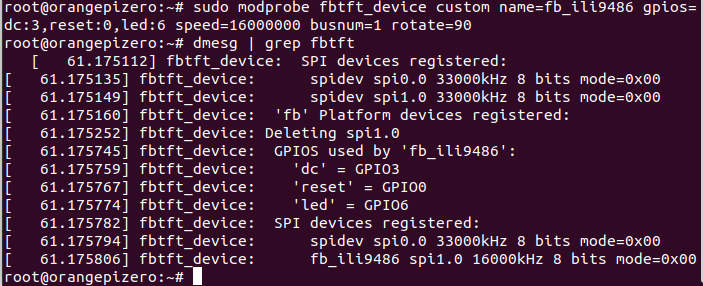 root@orangepizero:~# sudo modprobe fbtft_device custom name=fb_ili9486 gpios=
dc:3,reset:0,led:6 speed=16000000 busnum=1 rotate=90
root@orangepizero:~# dmesg | grep fbtft
[   61.175112] fbtft_device:  SPI devices registered:
[   61.175135] fbtft_device:      spidev spi0.0 33000kHz 8 bits mode=0x00
[   61.175149] fbtft_device:      spidev spi1.0 33000kHz 8 bits mode=0x00
[   61.175160] fbtft_device:  'fb' Platform devices registered:
[   61.175252] fbtft_device: Deleting spi1.0
[   61.175745] fbtft_device:  GPIOS used by 'fb_ili9486':
[   61.175759] fbtft_device:    'dc' = GPIO3
[   61.175767] fbtft_device:    'reset' = GPIO0
[   61.175774] fbtft_device:    'led' = GPIO6
[   61.175782] fbtft_device:  SPI devices registered:
[   61.175794] fbtft_device:      spidev spi0.0 33000kHz 8 bits mode=0x00
[   61.175806] fbtft_device:      fb_ili9486 spi1.0 16000kHz 8 bits mode=0x00
root@orangepizero:~#